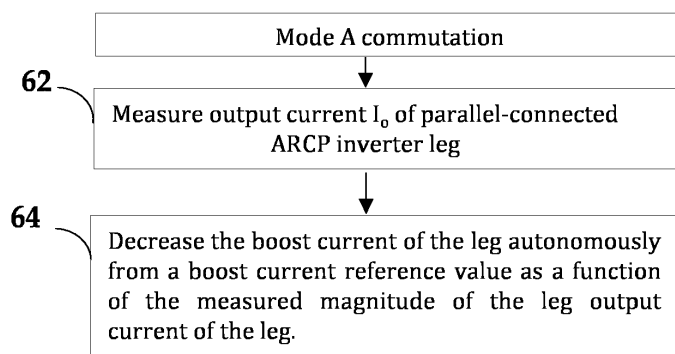 Mode A commutation
62
Measure output current Io of parallel-connected
ARCP inverter leg
64
Decrease the boost current of the leg autonomously
from a boost current reference value as a function
of the measured magnitude of the leg output
current of the leg.